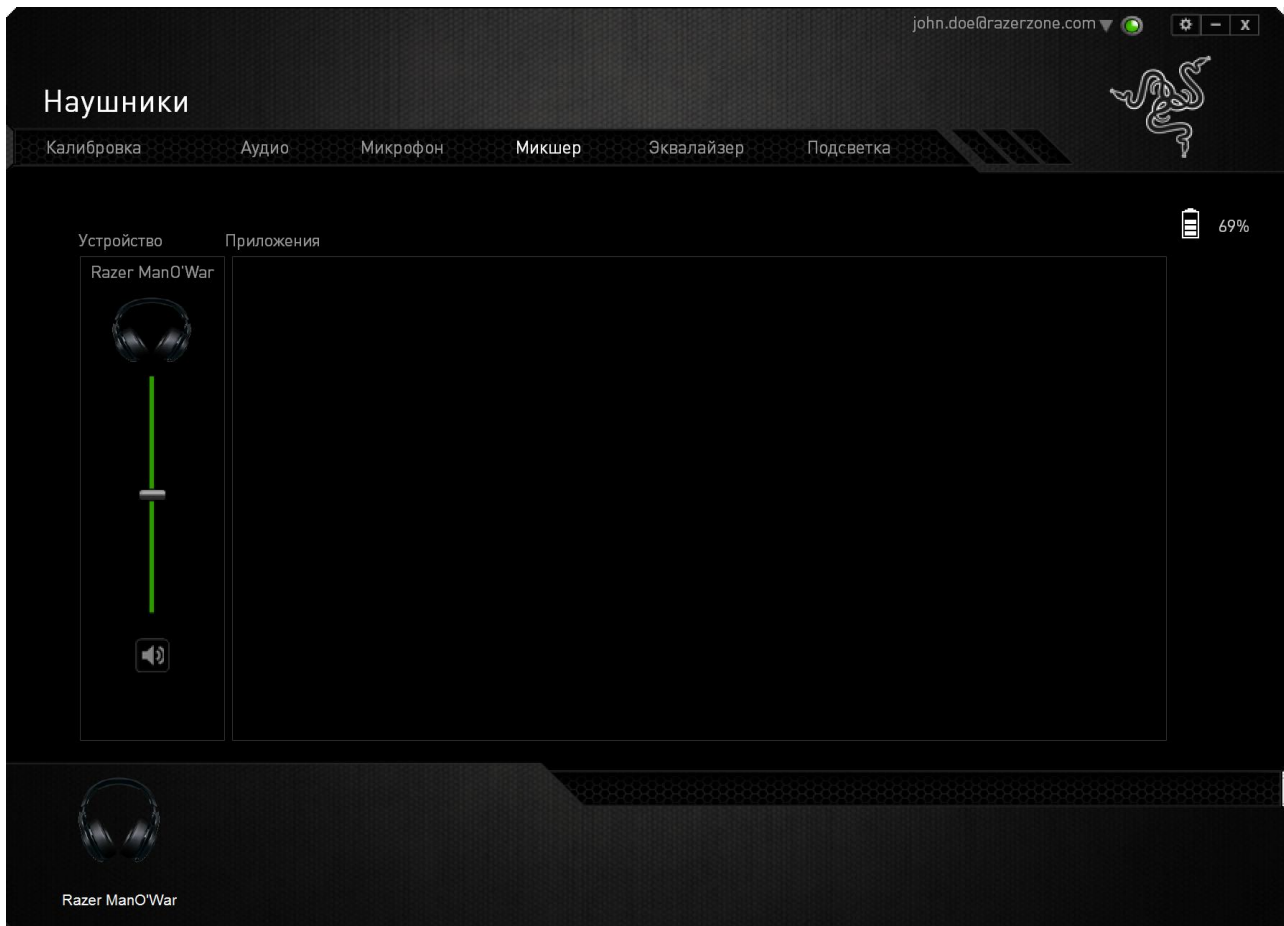 john.doe@razerzone.com
Наушники
Калибровка Аудио Микрофон Микшер Эквалайзер Подсветка
69%
Устройство Приложения
Razer ManO'War
Razer ManO'War